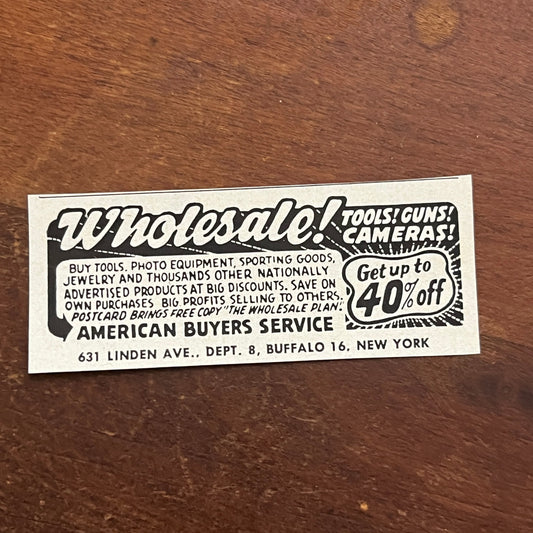 Wholesale!
TOOLS! GUNS!
CAMERAS!
BUY TOOLS, PHOTO EQUIPMENT, SPORTING GOODS,
JEWELRY AND THOUSANDS OTHER NATIONALLY
ADVERTISED PRODUCTS AT BIG DISCOUNTS. SAVE ON
OWN PURCHASES BIG PROFITS SELLING TO OTHERS.
POSTCARD BRINGS FREE COPY "THE WHOLESALE PLAN."
Get up to
40% off
AMERICAN BUYERS SERVICE
631 LINDEN AVE., DEPT. 8, BUFFALO 16, NEW YORK